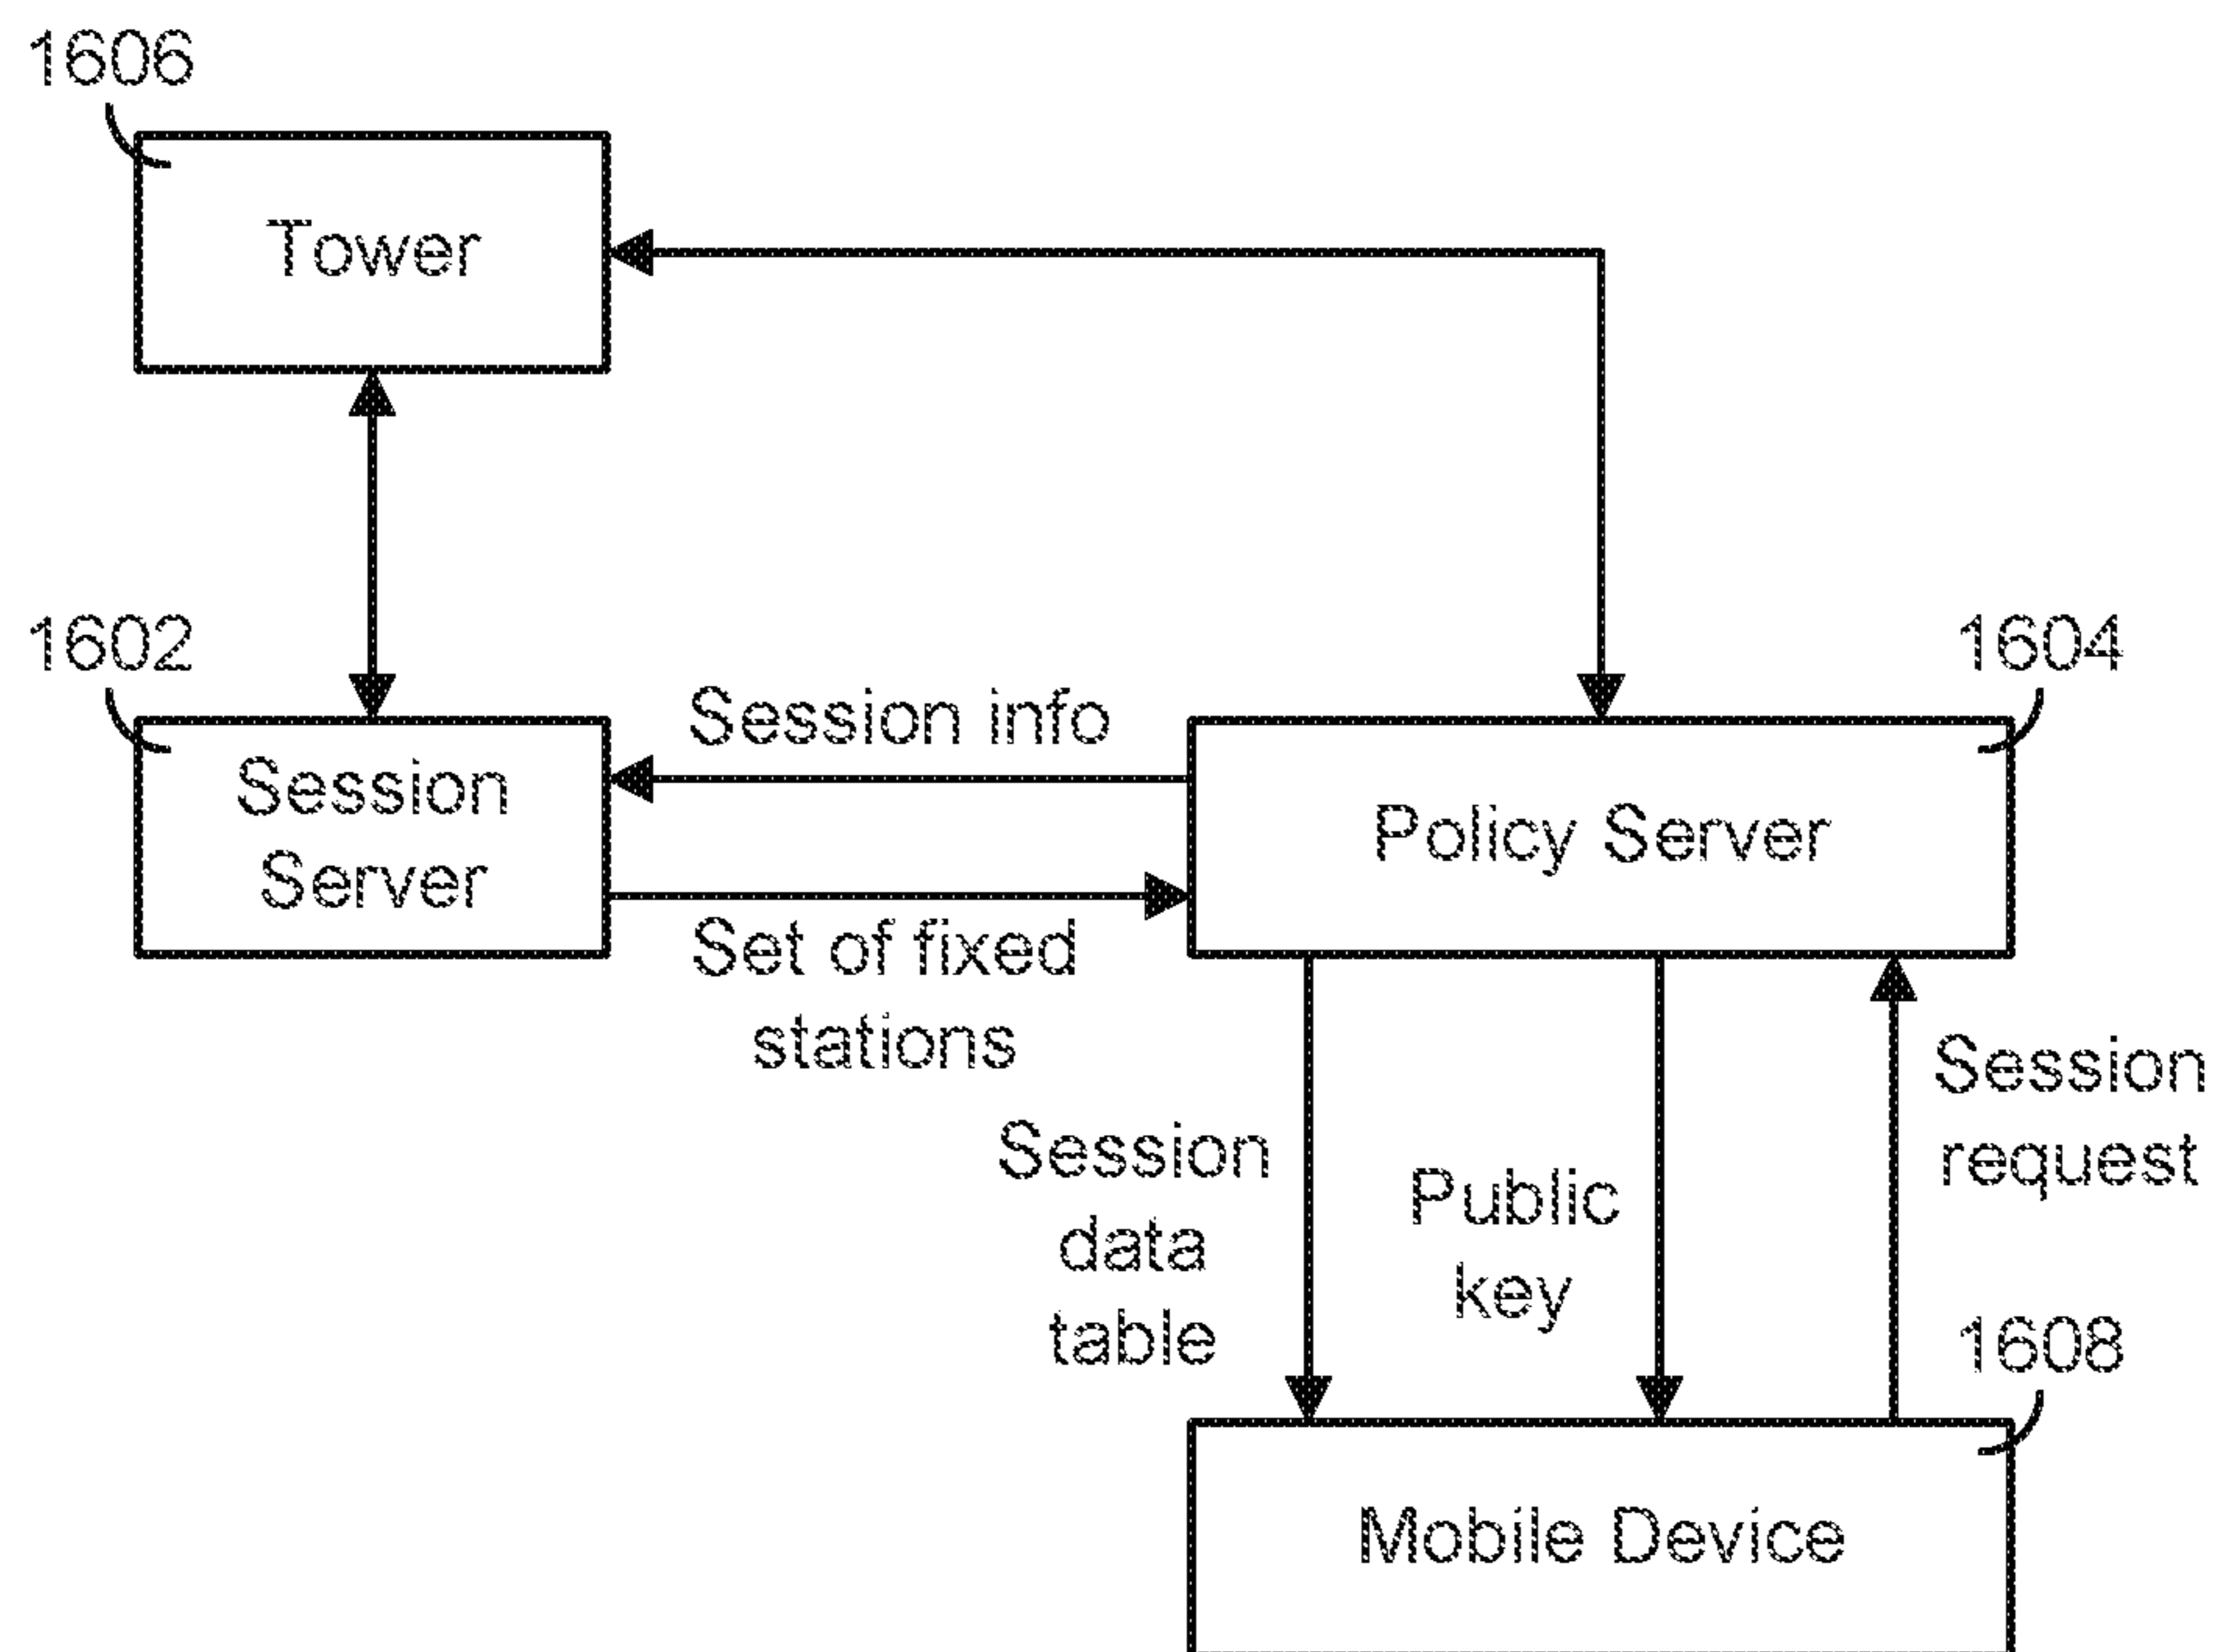 1606
Tower
1602
1604
Session info
Session
Server
Policy Server
Set of fixed
stations
Session
request
Session
data
table
Public
key
1608
Mobile Device